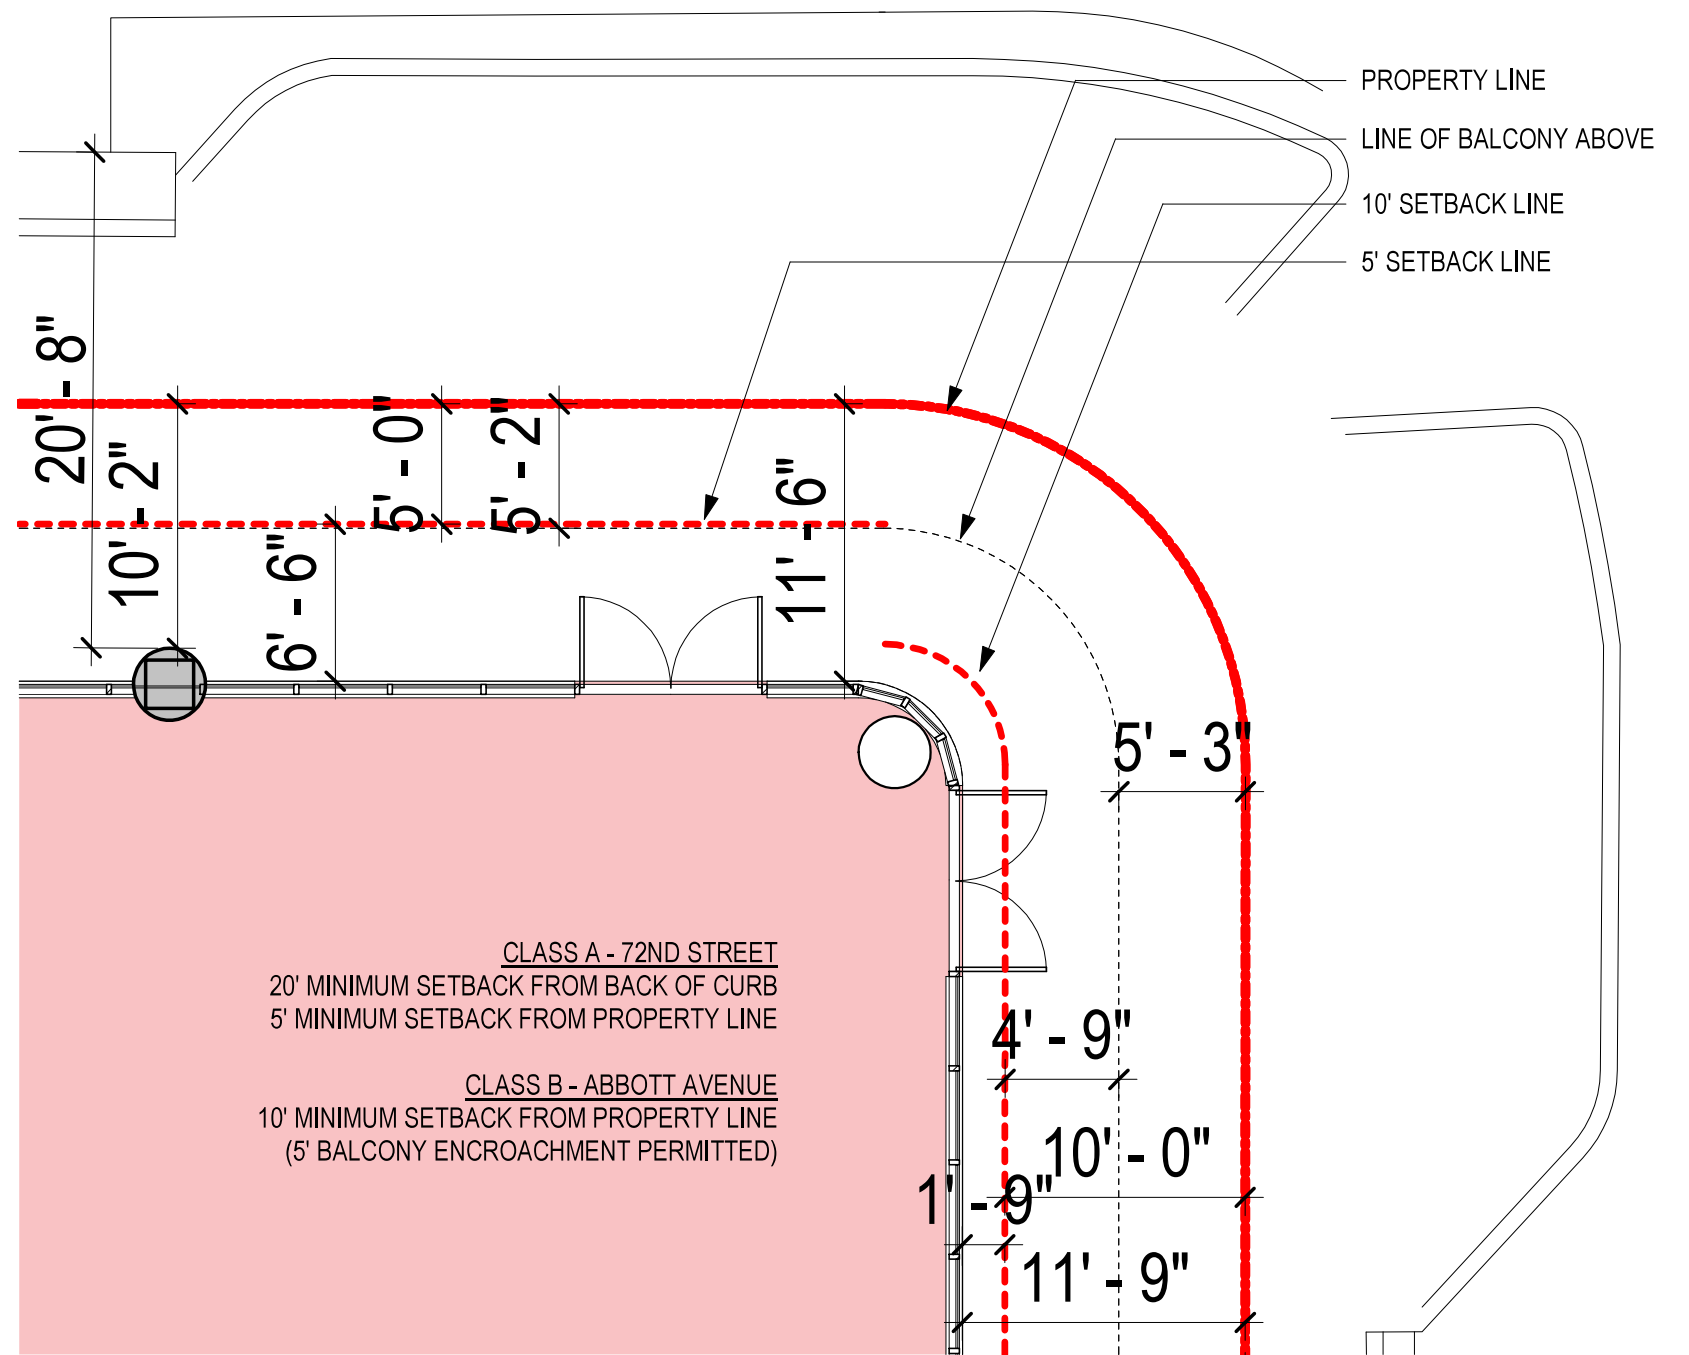 PROPERTY LINE
LINE OF BALCONY ABOVE
10' SETBACK LINE
5' SETBACK LINE
20' - 8"
10' - 2"
5' - 0"
5' - 2"
6' - 6"
11' - 6"
5' - 3"
CLASS A - 72ND STREET
20' MINIMUM SETBACK FROM BACK OF CURB
5' MINIMUM SETBACK FROM PROPERTY LINE
CLASS B - ABBOTT AVENUE
10' MINIMUM SETBACK FROM PROPERTY LINE
(5' BALCONY ENCROACHMENT PERMITTED)
4' - 9"
10' - 0"
1' - 9"
11' - 9"